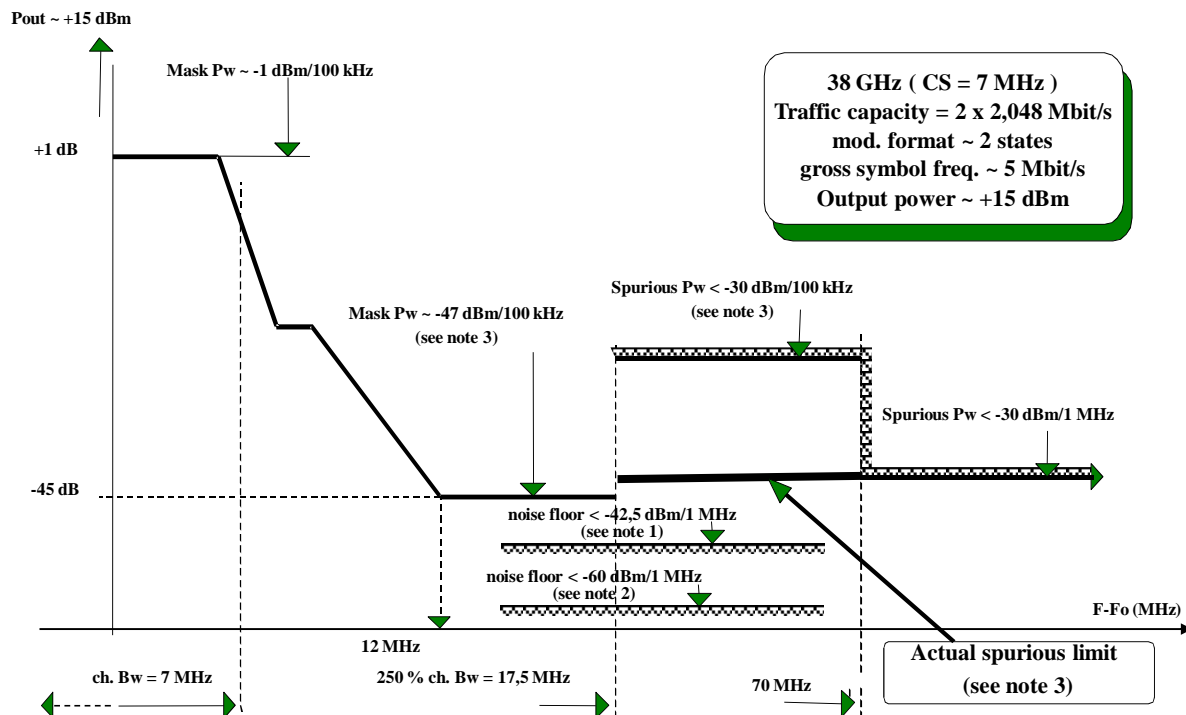 Pout ~ +15 dBm
Mask Pw ~ -1 dBm/100 kHz
+1 dB
38 GHz ( CS = 7 MHz )
Traffic capacity = 2 x 2,048 Mbit/s
mod. format ~ 2 states
gross symbol freq. ~ 5 Mbit/s
Output power ~ +15 dBm
Mask Pw ~ -47 dBm/100 kHz
(see note 3)
Spurious Pw < -30 dBm/100 kHz
(see note 3)
Spurious Pw < -30 dBm/1 MHz
-45 dB
noise floor < -42,5 dBm/1 MHz
(see note 1)
noise floor < -60 dBm/1 MHz
(see note 2)
F-Fo (MHz)
12 MHz
Actual spurious limit
(see note 3)
ch. Bw = 7 MHz
250 % ch. Bw = 17,5 MHz
70 MHz